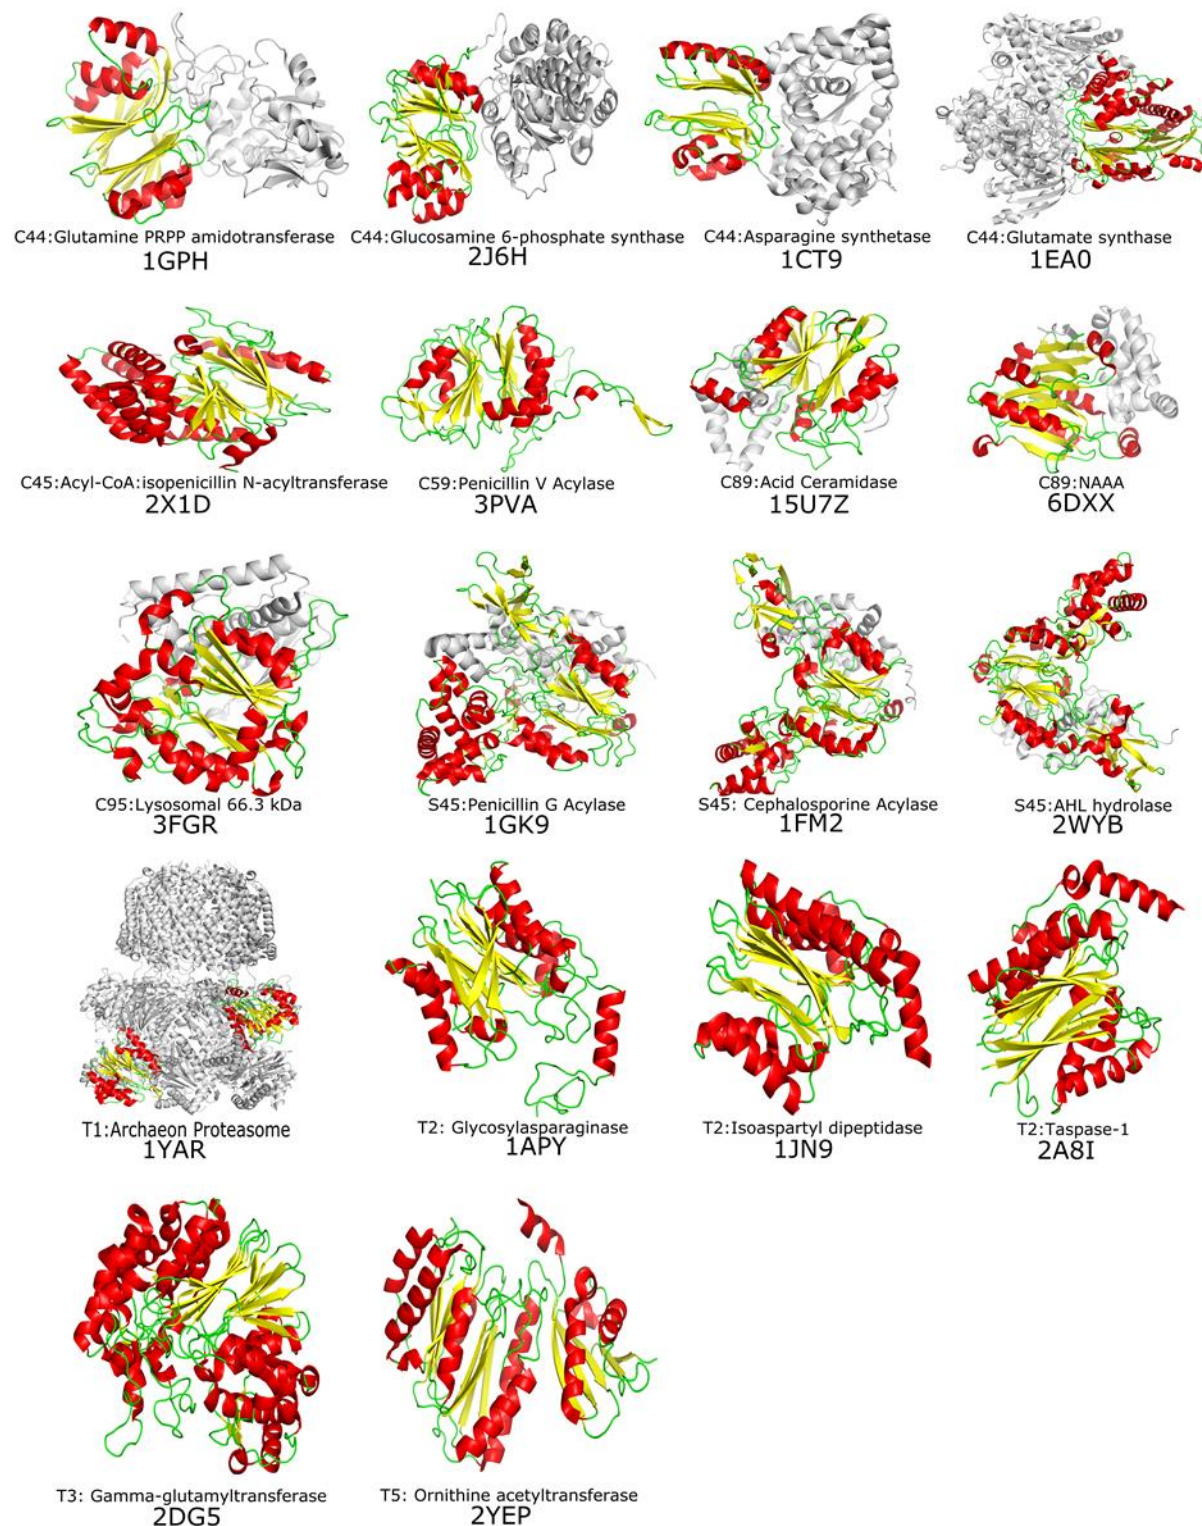 C44:Glutamine PRPP amidotransferase
1GPH
C44:Glucosamine 6-phosphate synthase
2J6H
C44:Asparagine synthetase
1CT9
C44:Glutamate synthase
1EA0
C45:Acyl-CoA:isopenicillin N-acyltransferase
2X1D
C59:Penicillin V Acylase
3PVA
C89:Acid Ceramidase
15U7Z
C89:NAAA
6DXX
C95:Lysosomal 66.3 kDa
3FGR
S45:Penicillin G Acylase
1GK9
S45: Cephalosporine Acylase
1FM2
S45:AHL hydrolase
2WYB
T1:Archaeon Proteasome
1YAR
T2: Glycosylasparaginase
1APY
T2:Isoaspartyl dipeptidase
1JN9
T2:Taspase-1
2A8I
T3: Gamma-glutamyltransferase
2DG5
T5: Ornithine acetyltransferase
2YEP